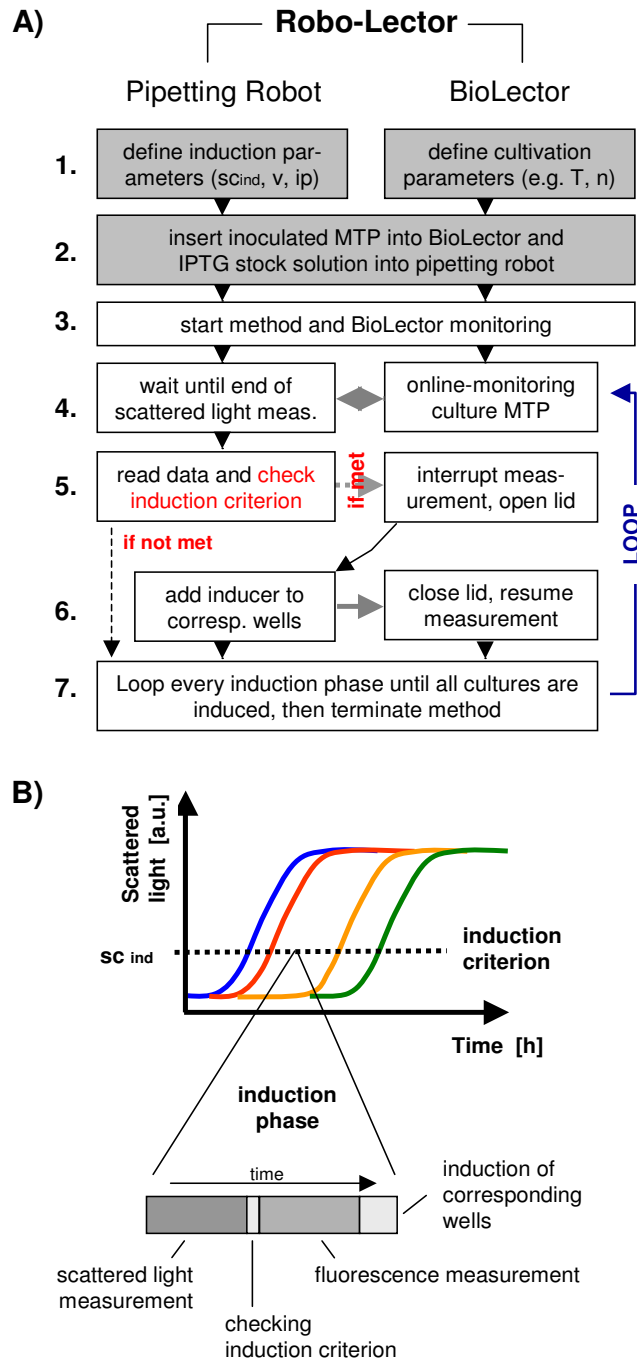 A)
Robo-Lector
Pipetting Robot
BioLector
1.
define induction par-
ameters (scind, v, ip)
define cultivation
parameters (e.g. T, n)
2.
insert inoculated MTP into BioLector and
IPTG stock solution into pipetting robot
3.
start method and BioLector monitoring
4.
wait until end of
scattered light meas.
online-monitoring
culture MTP
5.
read data and check
induction criterion
if met
interrupt meas-
urement, open lid
LOOP
if not met
6.
add inducer to
corresp. wells
close lid, resume
measurement
7.
Loop every induction phase until all cultures are
induced, then terminate method
B)
Scattered
light [a.u.]
sc ind
induction
criterion
Time [h]
induction
phase
time
induction of
corresponding
wells
scattered light
measurement
fluorescence measurement
checking
induction criterion